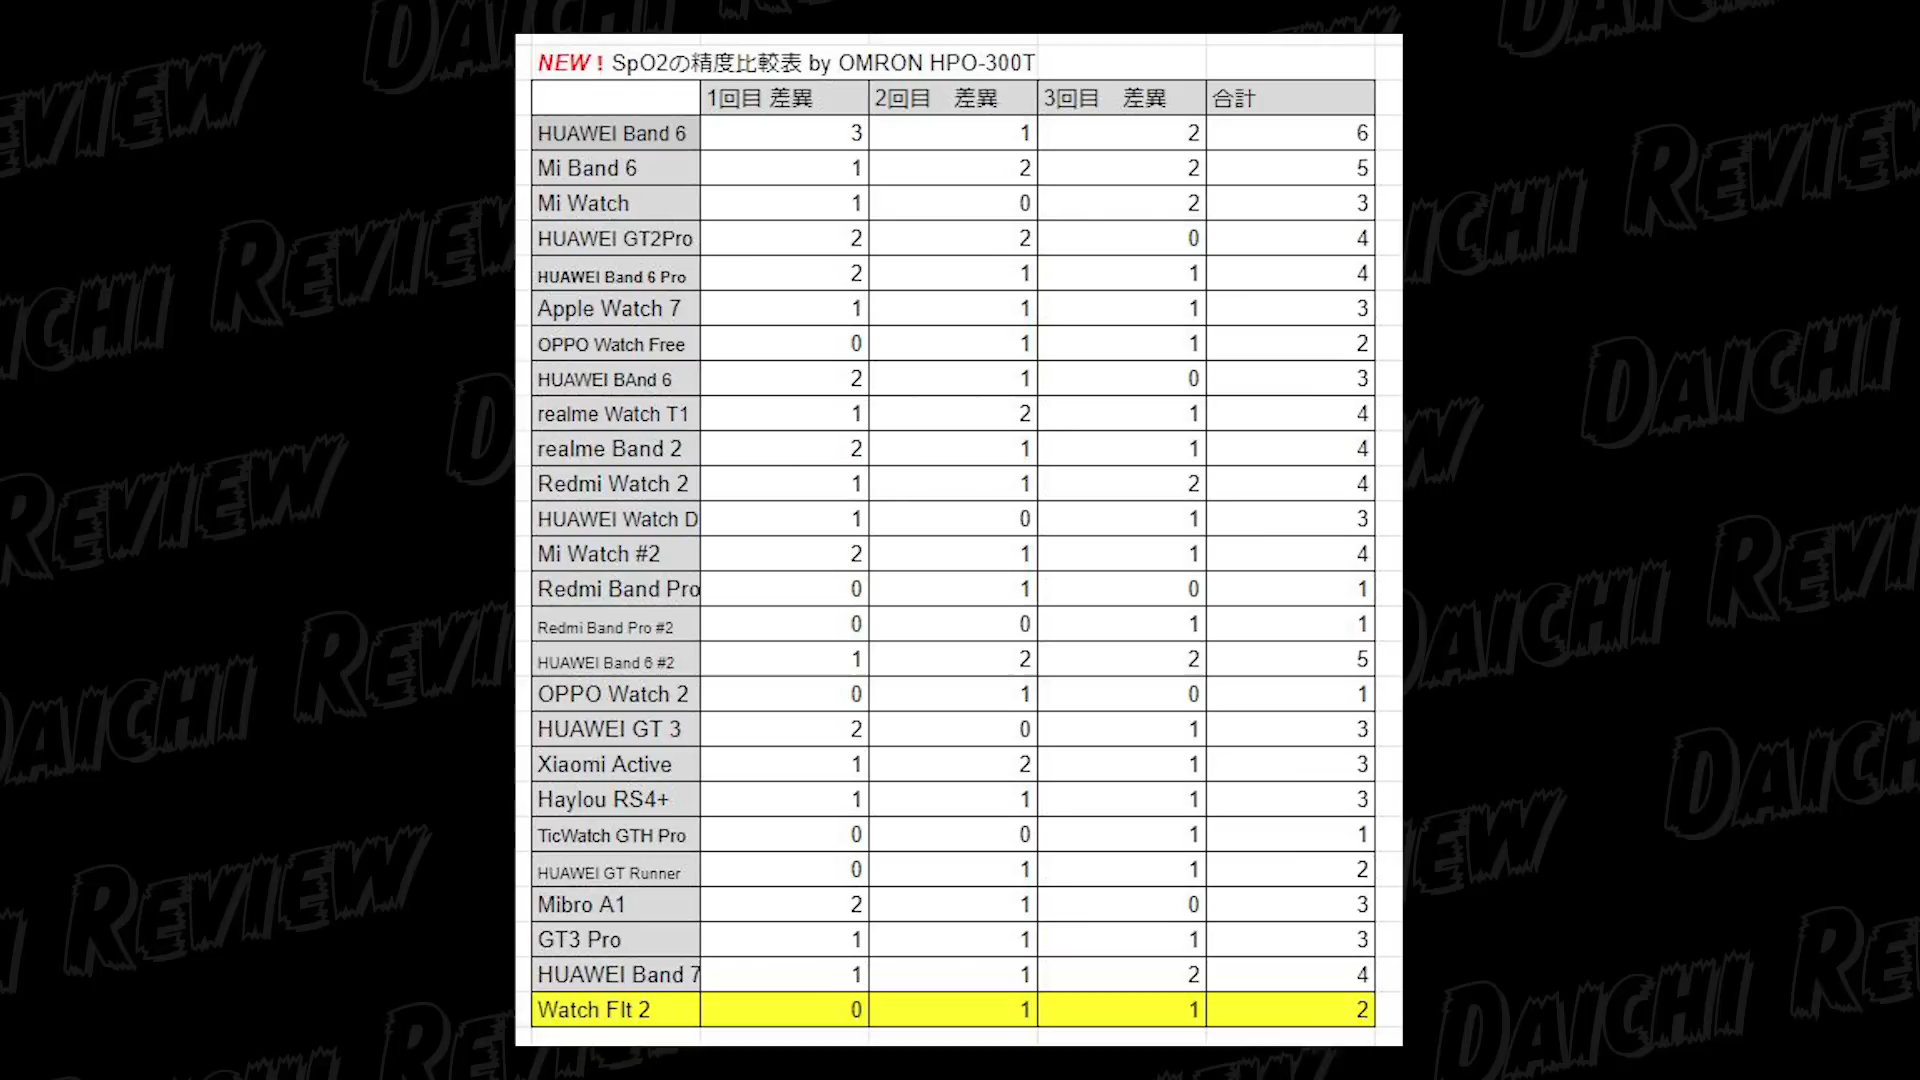 NEW ! SpO2の精度比較表 by OMRON HPO-300T
1回目 差異 2回目 差異 3回目 差異 合計
HUAWEI Band 6 3 1 2 6
Mi Band 6 1 2 2 5
Mi Watch 1 0 2 3
HUAWEI GT2Pro 2 2 0 4
HUAWEI Band 6 Pro 2 1 1 4
Apple Watch 7 1 1 1 3
OPPO Watch Free 0 1 1 2
HUAWEI BAnd 6 2 1 0 3
realme Watch T1 1 2 1 4
realme Band 2 2 1 1 4
Redmi Watch 2 1 1 2 4
HUAWEI Watch D 1 0 1 3
Mi Watch #2 2 1 1 4
Redmi Band Pro 0 1 0 1
Redmi Band Pro #2 0 0 1 1
HUAWEI Band 6 #2 1 2 2 5
OPPO Watch 2 0 1 0 1
HUAWEI GT 3 2 0 1 3
Xiaomi Active 1 2 1 3
Haylou RS4+ 1 1 1 3
TicWatch GTH Pro 0 0 1 1
HUAWEI GT Runner 0 1 1 2
Mibro A1 2 1 0 3
GT3 Pro 1 1 1 3
HUAWEI Band 7 1 1 2 4
Watch FIt 2 0 1 1 2
DAICHI REVIEW